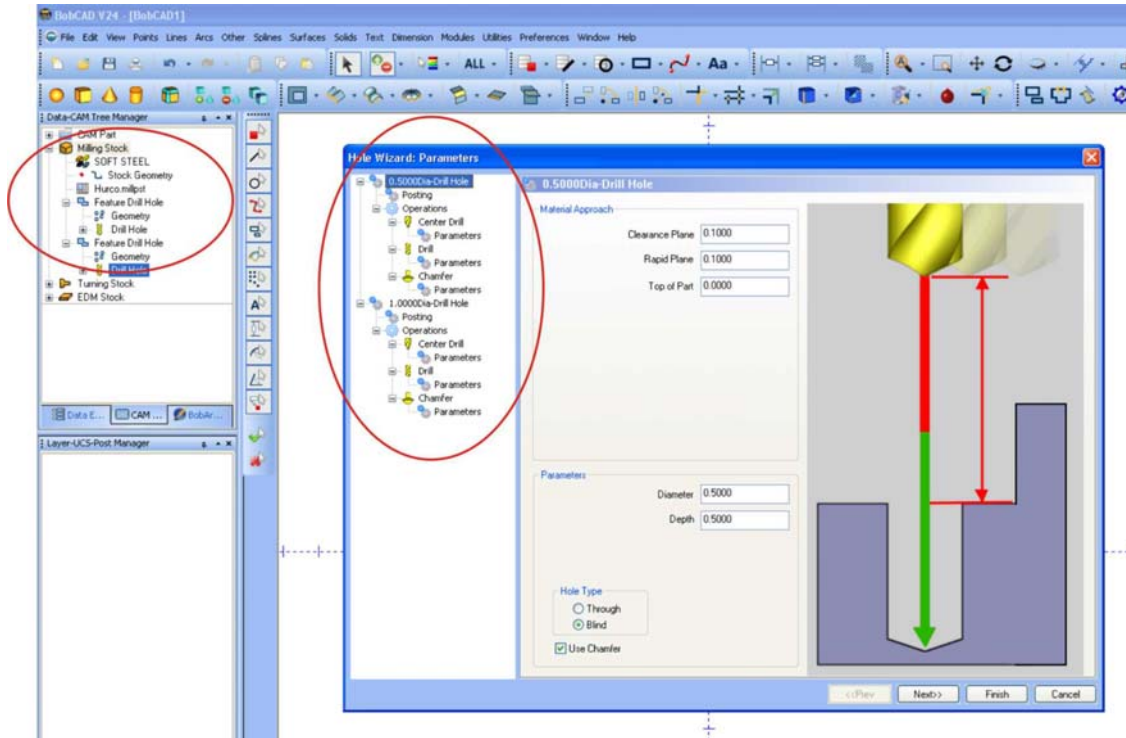 BobCAD V24 - [BobCAD1]
File Edit View Points Lines Arcs Other Splines Surfaces Solids Text Dimension Modules Utilities Preferences Window Help
ALL
Aa
Data-CAM Tree Manager
CAM Part
Milling Stock
SOFT STEEL
Stock Geometry
Hurco.millpst
Feature Drill Hole
Geometry
Drill Hole
Feature Drill Hole
Geometry
Drill Hole
Turning Stock
EDM Stock
Data E... CAM ... BobAr...
Layer-UCS-Post Manager
Hole Wizard: Parameters
0.5000Dia-Drill Hole
Posting
Operations
Center Drill
Parameters
Drill
Parameters
Chamfer
Parameters
1.0000Dia-Drill Hole
Posting
Operations
Center Drill
Parameters
Drill
Parameters
Chamfer
Parameters
0.5000Dia-Drill Hole
Material Approach
Clearance Plane 0.1000
Rapid Plane 0.1000
Top of Part 0.0000
Parameters
Diameter 0.5000
Depth 0.5000
Hole Type
Through
Blind
Use Chamfer
<<Prev Next>> Finish Cancel